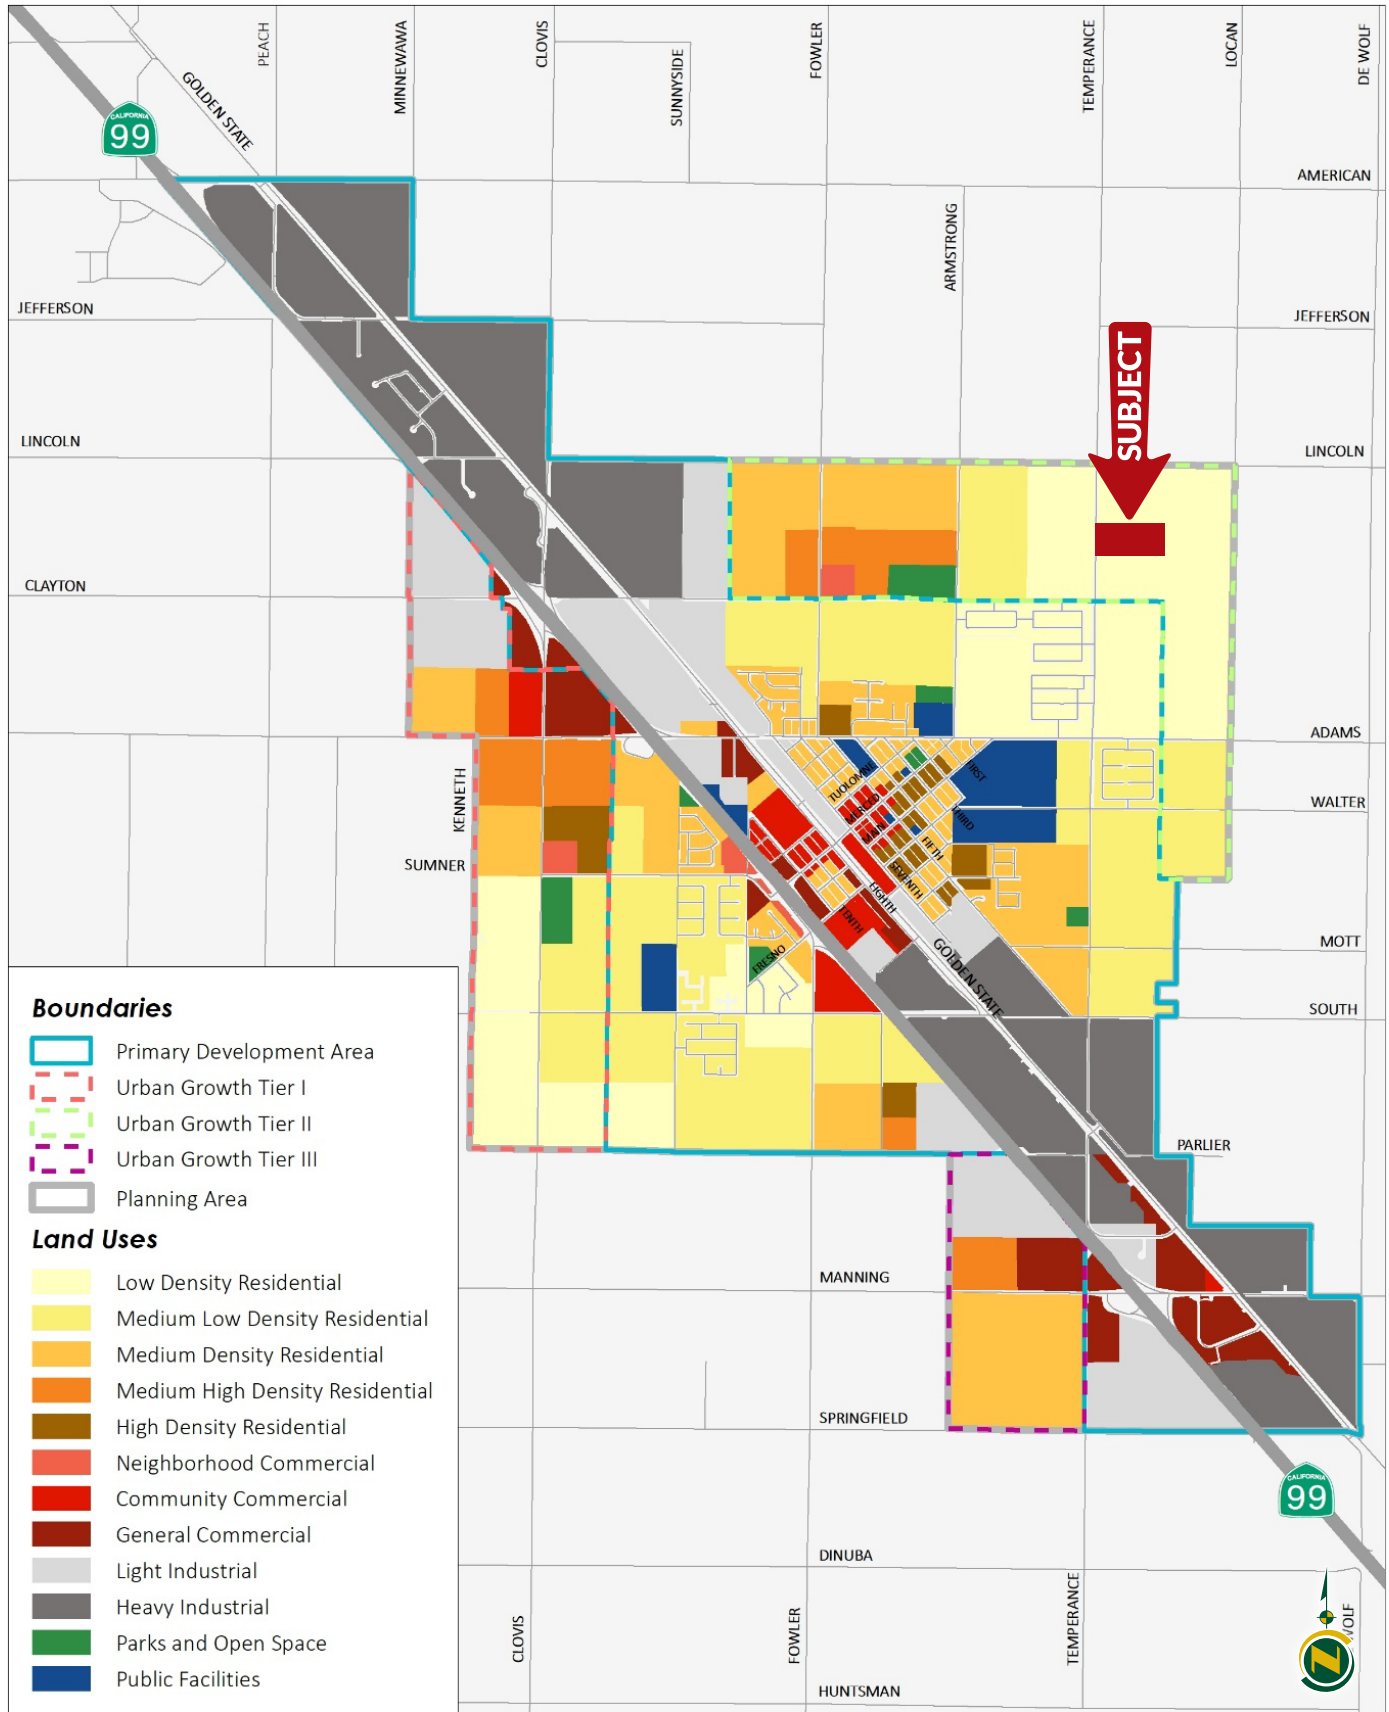 PEACH
MINNEWAWA
CLOVIS
SUNNYSIDE
FOWLER
TEMPERANCE
LOCAN
DE WOLF
GOLDEN STATE
CALIFORNIA
99
AMERICAN
ARMSTRONG
JEFFERSON
JEFFERSON
SUBJECT
LINCOLN
LINCOLN
CLAYTON
ADAMS
KENNETH
TUOLOMNE
FIRST
MERCED
WALTER
MAIN
THIRD
SUMNER
FIFTH
SEVENTH
EIGHTH
TENTH
FRESNO
GOLDEN STATE
MOTT
SOUTH
PARLIER
MANNING
SPRINGFIELD
CALIFORNIA
99
DINUBA
CLOVIS
FOWLER
TEMPERANCE
WOLF
HUNTSMAN
N
Boundaries
Primary Development Area
Urban Growth Tier I
Urban Growth Tier II
Urban Growth Tier III
Planning Area
Land Uses
Low Density Residential
Medium Low Density Residential
Medium Density Residential
Medium High Density Residential
High Density Residential
Neighborhood Commercial
Community Commercial
General Commercial
Light Industrial
Heavy Industrial
Parks and Open Space
Public Facilities